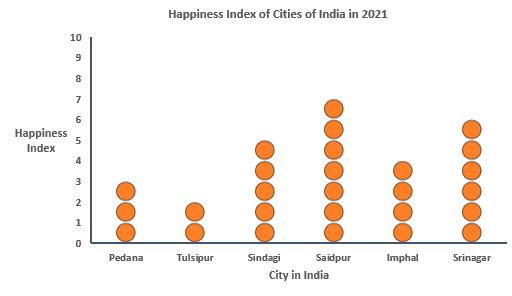 Happiness Index of Cities of India in 2021
10
9
8
7
6
5
4
3
2
1
0
Happiness
Index
Pedana Tulsipur Sindagi Saidpur Imphal Srinagar
City in India